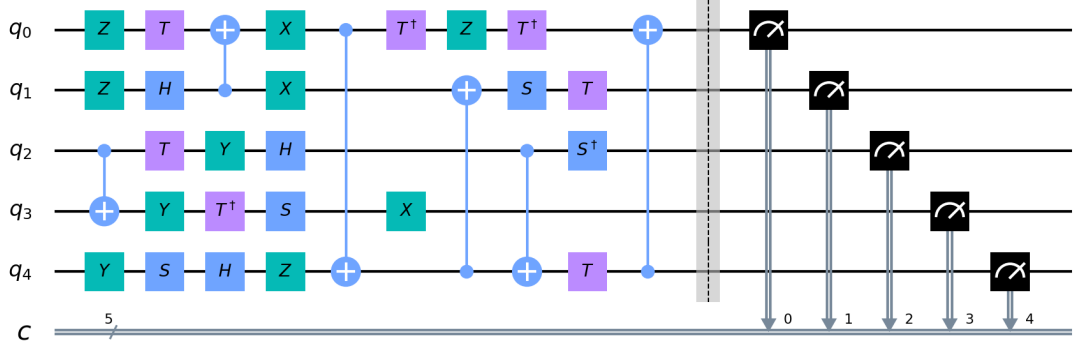 q0 Z T X T† Z T†
q1 Z H X S T
q2 T Y H S†
q3 Y T† S X
q4 Y S H Z T
c 5 0 1 2 3 4